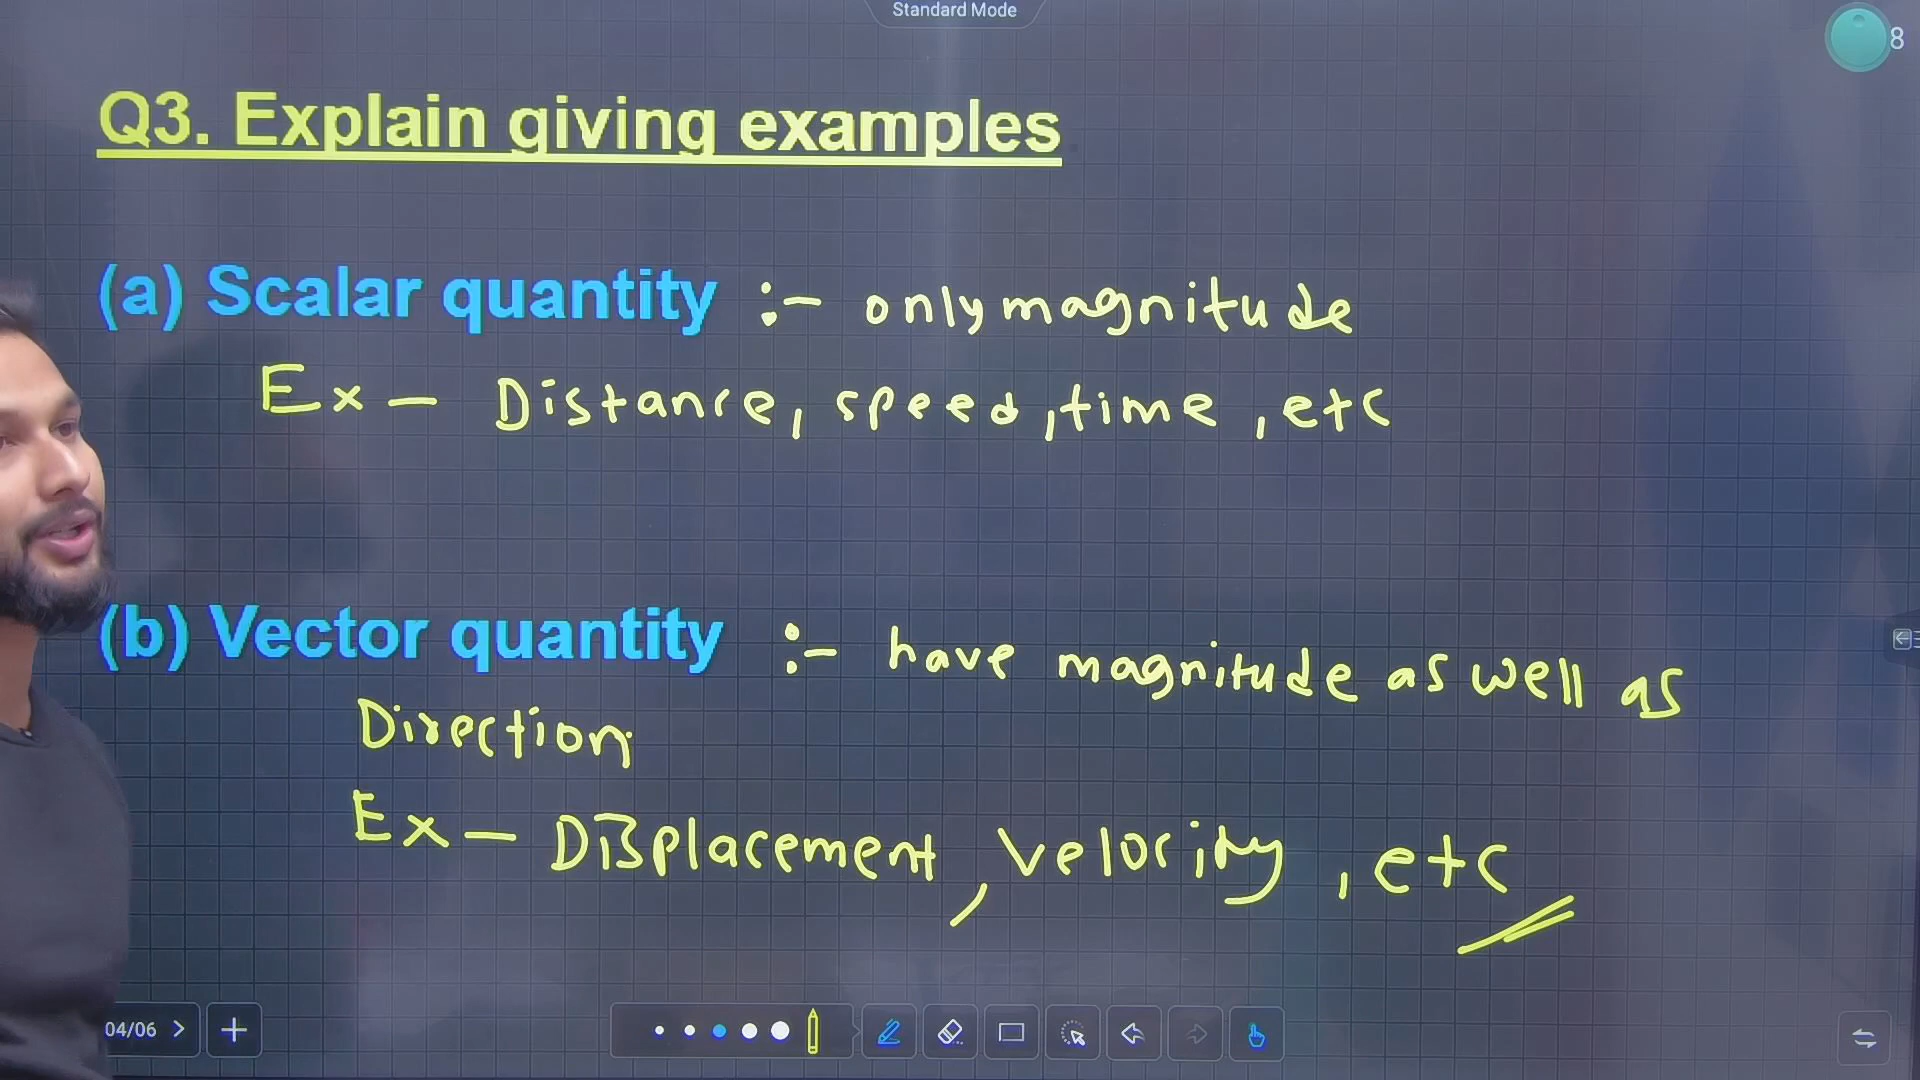 Standard Mode
8
Q3. Explain giving examples
(a) Scalar quantity :- only magnitude
Ex - Distance, speed, time, etc
(b) Vector quantity :- have magnitude as well as
Direction
Ex - Displacement, velocity, etc
04/06